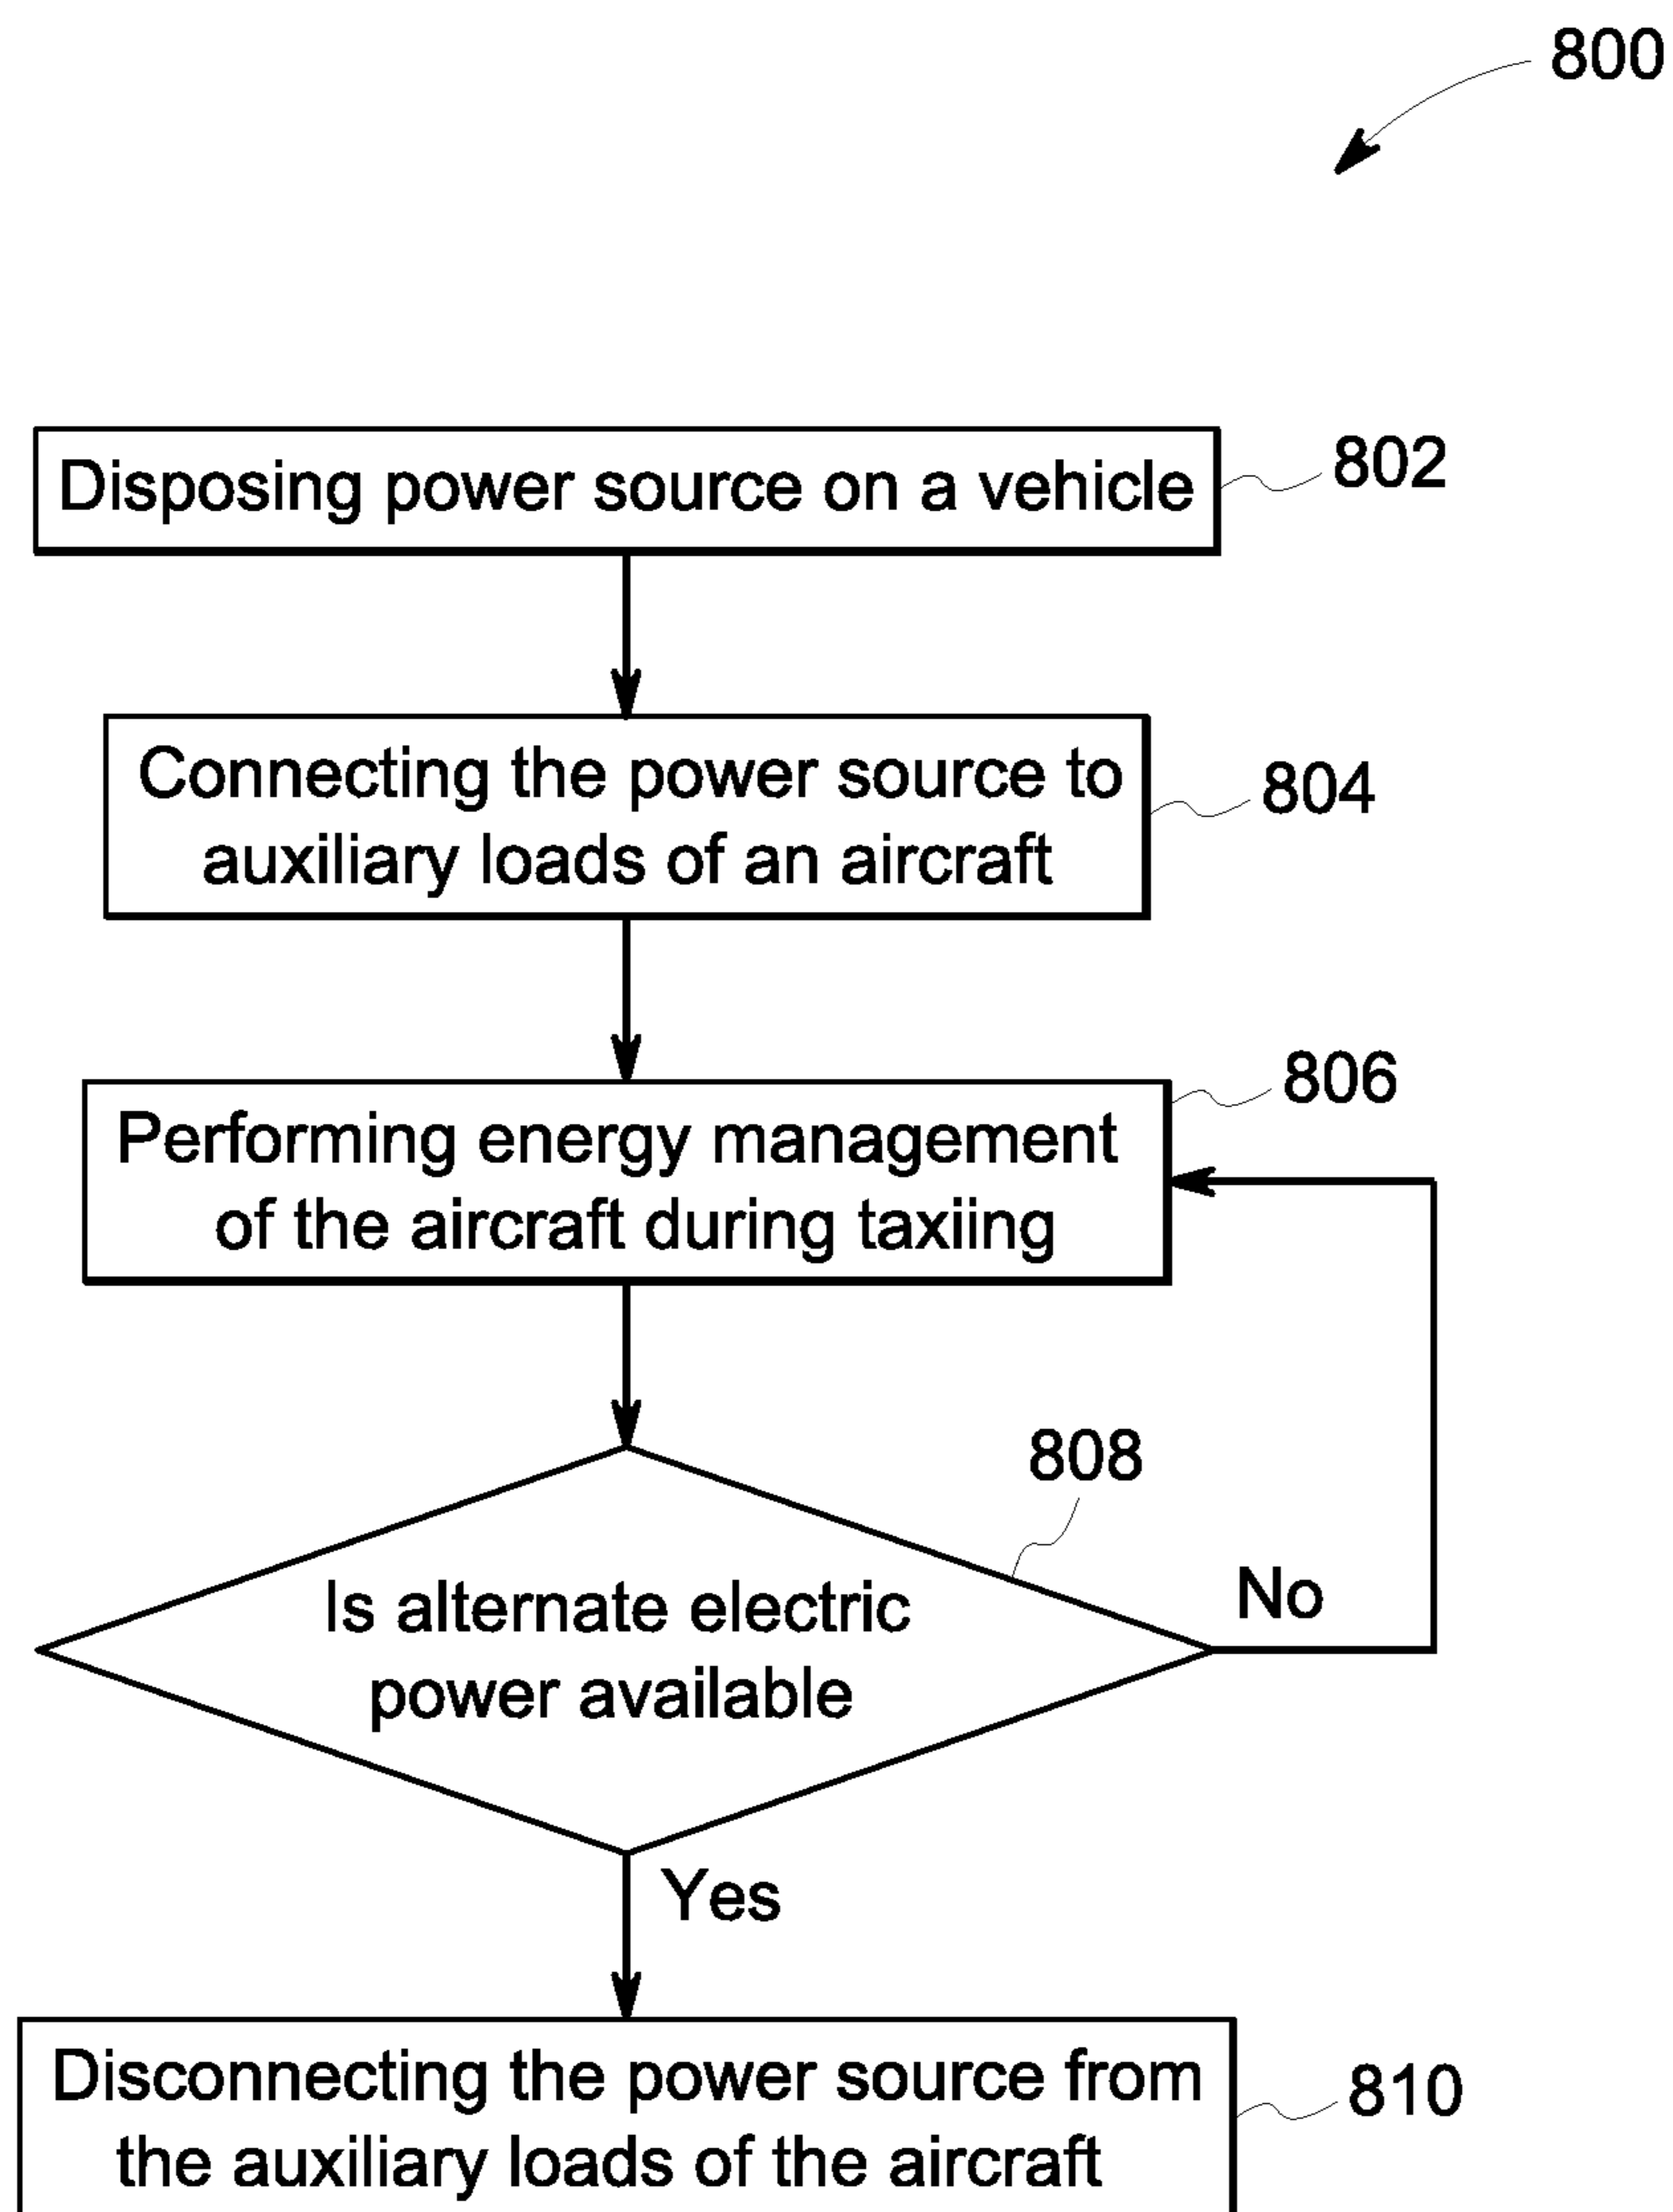 800
Disposing power source on a vehicle
802
Connecting the power source to
auxiliary loads of an aircraft
804
806
Performing energy management
of the aircraft during taxiing
808
Is alternate electric
power available
No
Yes
Disconnecting the power source from
the auxiliary loads of the aircraft
810